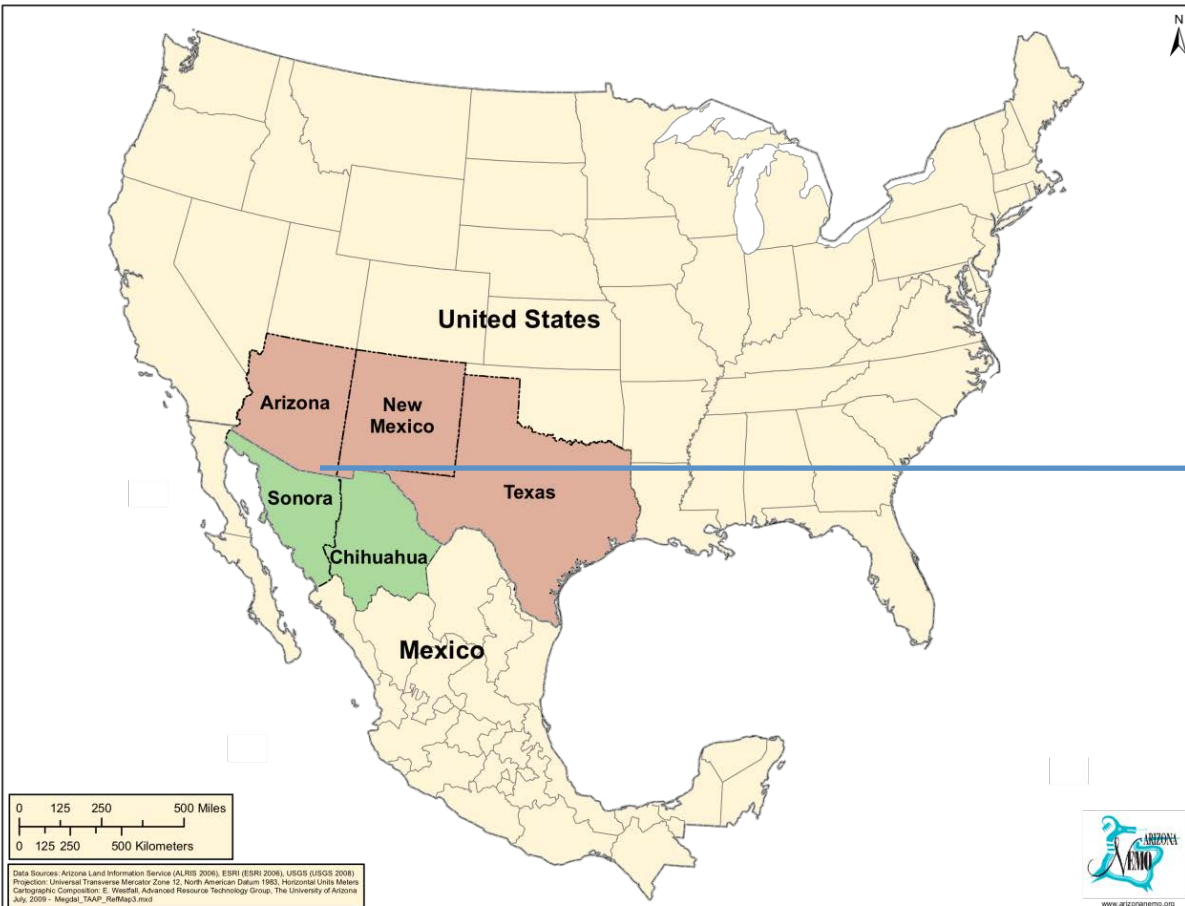 N
United States
Arizona
New
Mexico
Texas
Sonora
Chihuahua
Mexico
0 125 250 500 Miles
0 125 250 500 Kilometers
Data Sources: Arizona Land Information Service (ALRIS 2006), ESRI (ESRI 2006), USGS (USGS 2008)
Projection: Universal Transverse Mercator Zone 12, North American Datum 1983, Horizontal Units Meters
Cartographic Composition: E. Westfall, Advanced Resource Technology Group, The University of Arizona
July, 2009 - Megdal_TAAP_RefMap3.mxd
ARIZONA
NEMO
www.arizonanemo.org